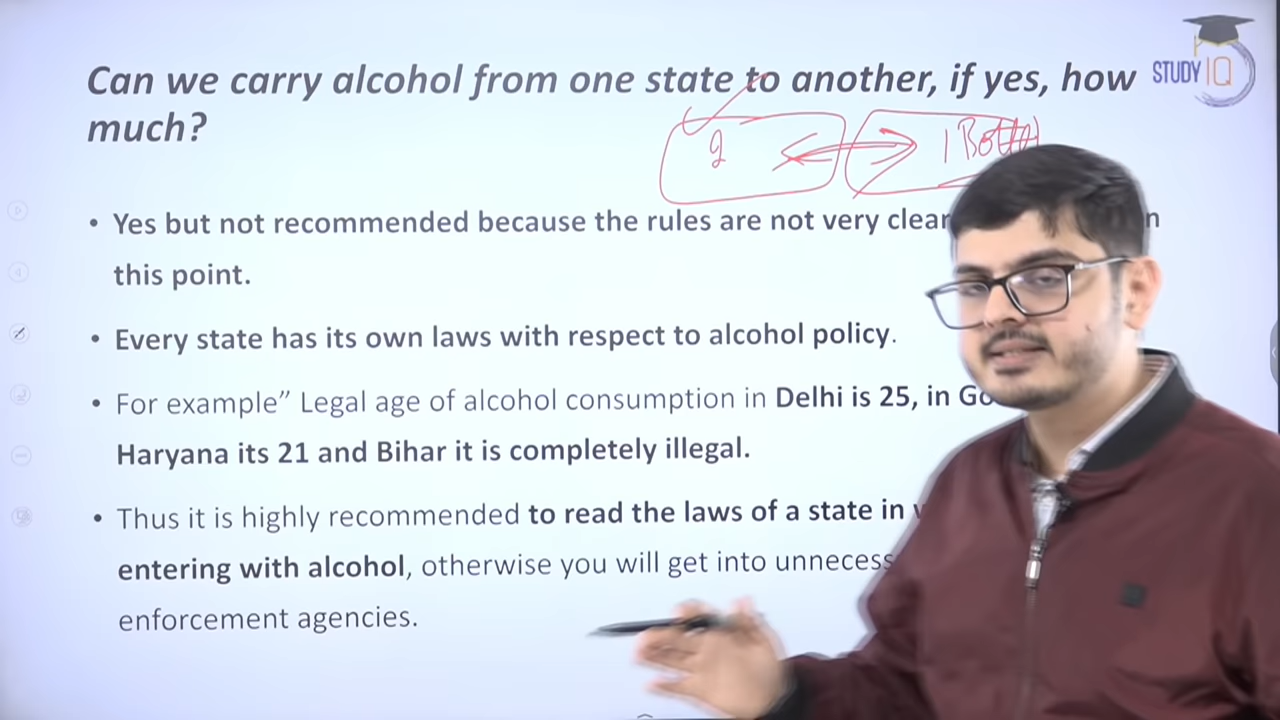 Can we carry alcohol from one state to another, if yes, how
much?
STUDY IQ
2
1 Bottel
• Yes but not recommended because the rules are not very clear
this point.
• Every state has its own laws with respect to alcohol policy.
• For example” Legal age of alcohol consumption in Delhi is 25, in
Haryana its 21 and Bihar it is completely illegal.
• Thus it is highly recommended to read the laws of a state in
entering with alcohol, otherwise you will get into
enforcement agencies.